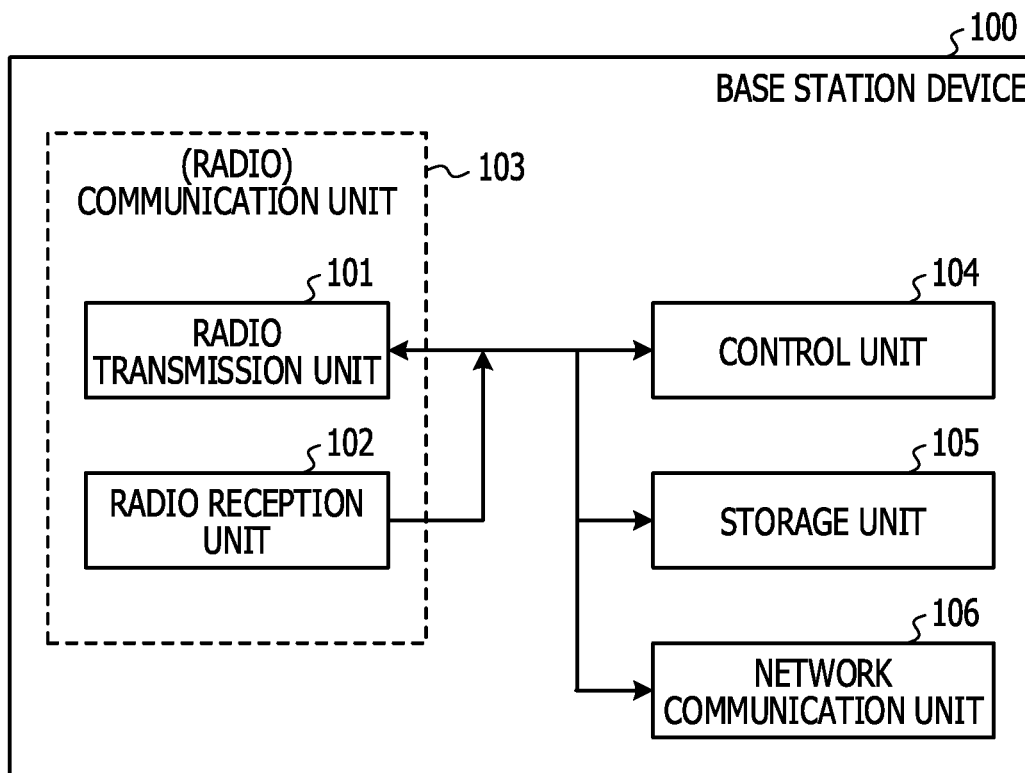 100
BASE STATION DEVICE
(RADIO)
COMMUNICATION UNIT
103
101
RADIO
TRANSMISSION UNIT
104
CONTROL UNIT
102
RADIO RECEPTION
UNIT
105
STORAGE UNIT
106
NETWORK
COMMUNICATION UNIT